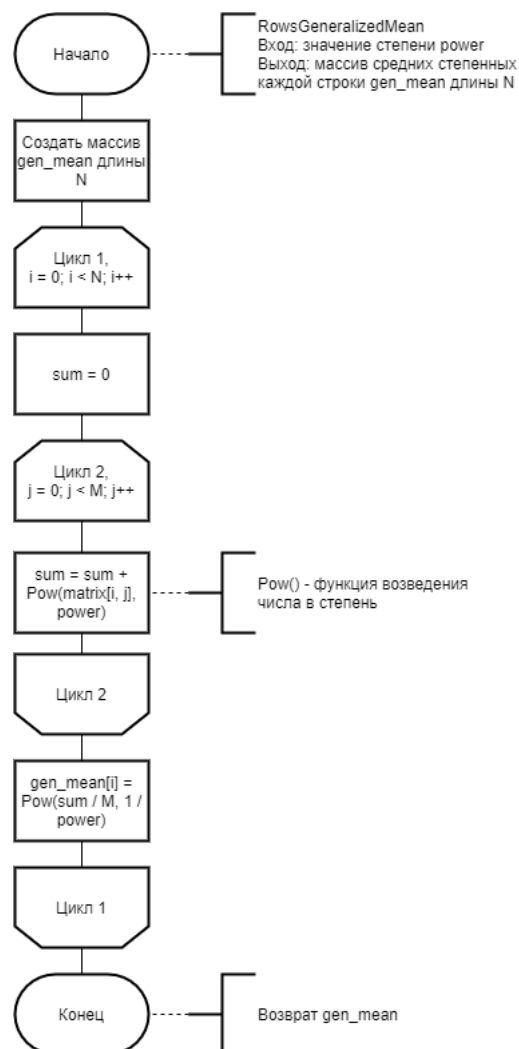 Начало
RowsGeneralizedMean
Вход: значение степени power
Выход: массив средних степенных
каждой строки gen_mean длины N
Создать массив
gen_mean длины
N
Цикл 1,
i = 0; i < N; i++
sum = 0
Цикл 2,
j = 0; j < M; j++
sum = sum +
Pow(matrix[i, j],
power)
Pow() - функция возведения
числа в степень
Цикл 2
gen_mean[i] =
Pow(sum / M, 1 /
power)
Цикл 1
Конец
Возврат gen_mean